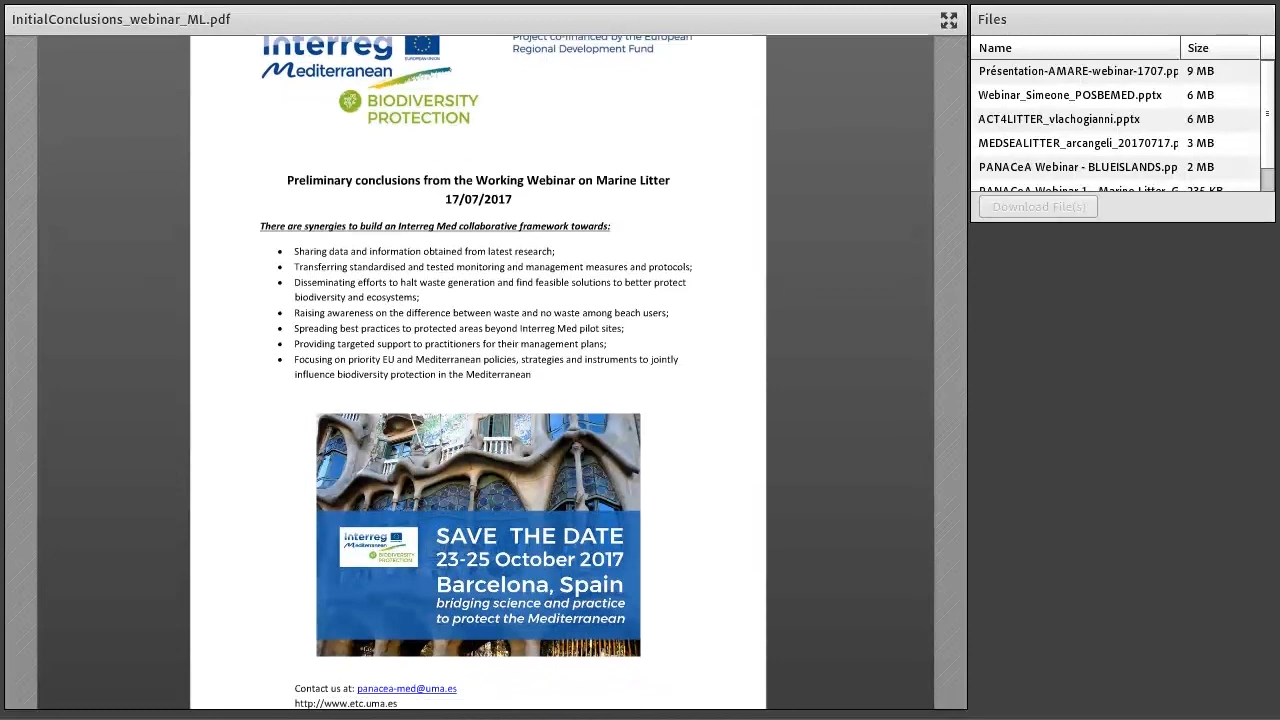 InitialConclusions_webinar_ML.pdf
Interreg
Mediterranean
EUROPEAN UNION
Project co-financed by the European
Regional Development Fund
BIODIVERSITY
PROTECTION
Preliminary conclusions from the Working Webinar on Marine Litter
17/07/2017
There are synergies to build an Interreg Med collaborative framework towards:
• Sharing data and information obtained from latest research;
• Transferring standardised and tested monitoring and management measures and protocols;
• Disseminating efforts to halt waste generation and find feasible solutions to better protect
biodiversity and ecosystems;
• Raising awareness on the difference between waste and no waste among beach users;
• Spreading best practices to protected areas beyond Interreg Med pilot sites;
• Providing targeted support to practitioners for their management plans;
• Focusing on priority EU and Mediterranean policies, strategies and instruments to jointly
influence biodiversity protection in the Mediterranean
Interreg
Mediterranean
BIODIVERSITY
PROTECTION
SAVE THE DATE
23-25 October 2017
Barcelona, Spain
bridging science and practice
to protect the Mediterranean
Contact us at: panacea-med@uma.es
http://www.etc.uma.es
Files
Name Size
Présentation-AMARE-webinar-1707.pp 9 MB
Webinar_Simeone_POSBEMED.pptx 6 MB
ACT4LITTER_vlachogianni.pptx 6 MB
MEDSEALITTER_arcangeli_20170717.p 3 MB
PANACeA Webinar - BLUEISLANDS.pp 2 MB
PANACeA Webinar 1 - Marine Litter_G 235 KB
Download File(s)